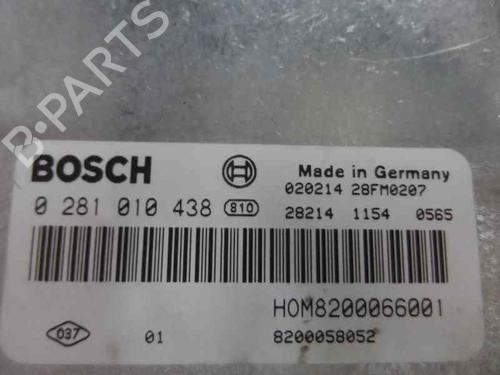 B-PARTS
BOSCH
Made in Germany
020214 28FM0207
0 281 010 438 810
28214 1154 0565
HOM8200066001
037 01 8200058052